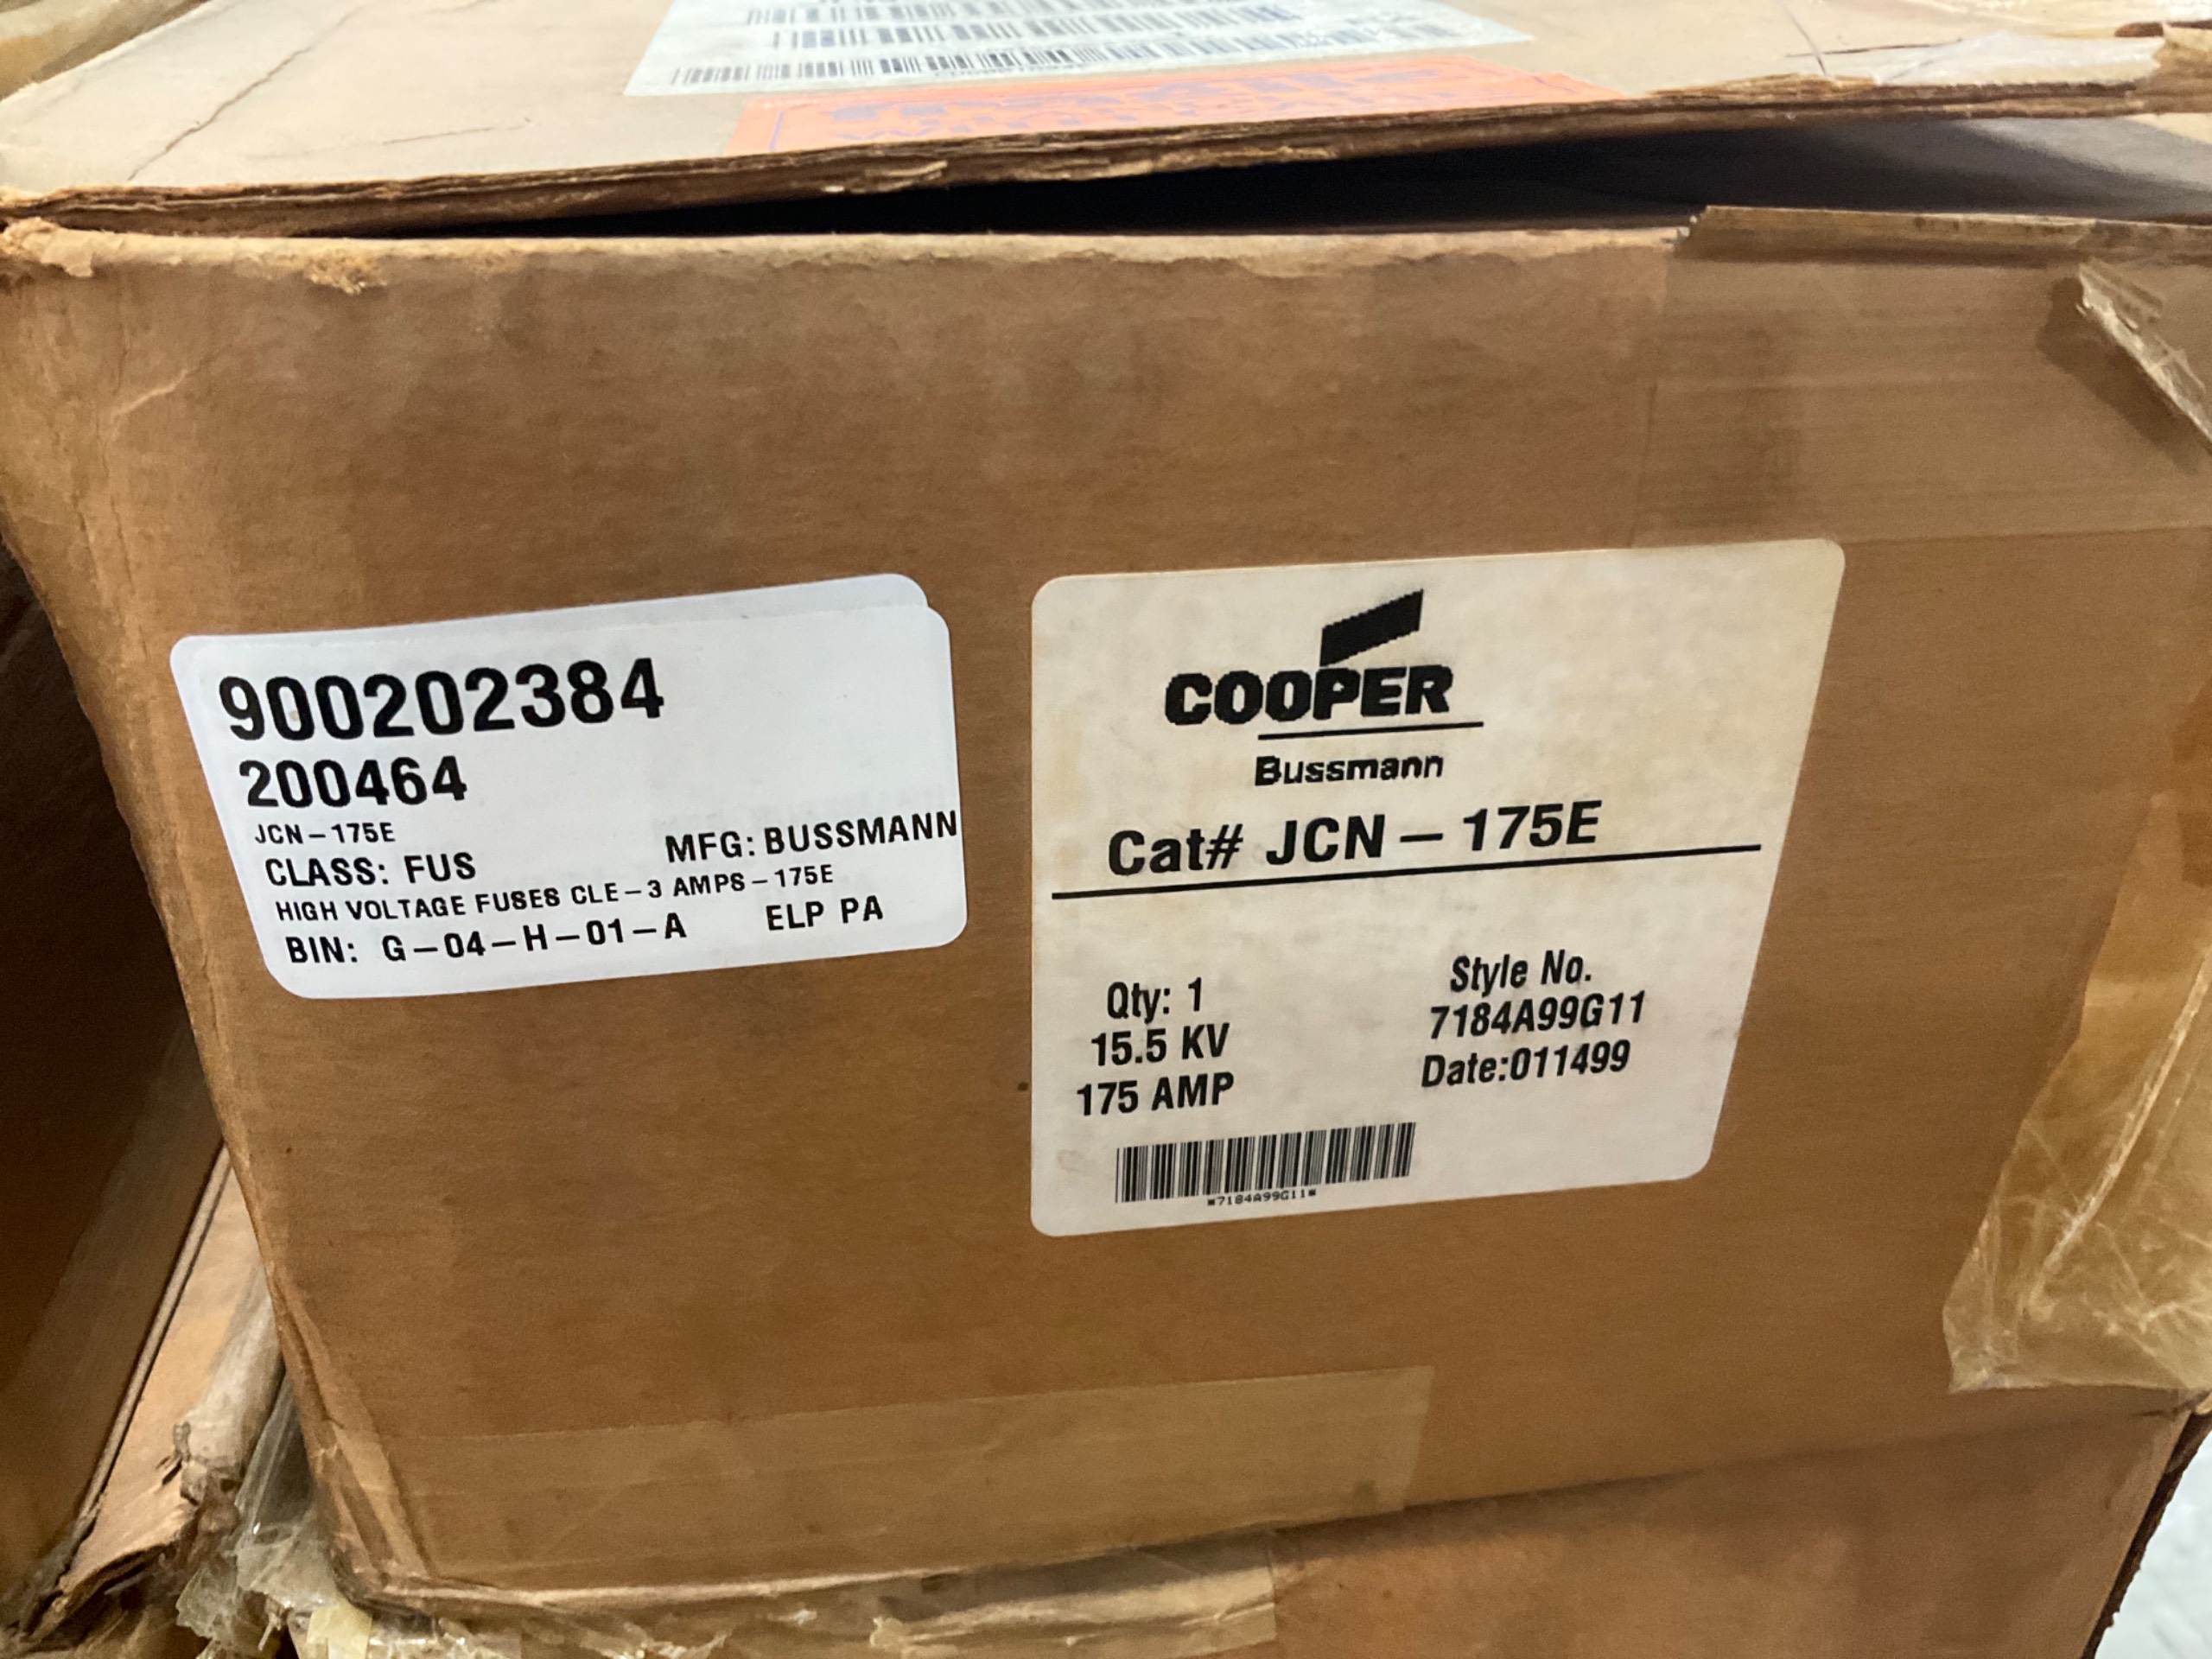 900202384
200464
JCN-175E
CLASS: FUS MFG: BUSSMANN
HIGH VOLTAGE FUSES CLE-3 AMPS-175E
BIN: G-04-H-01-A ELP PA
COOPER
Bussmann
Cat# JCN-175E
Qty: 1
15.5 KV
175 AMP
Style No.
7184A99G11
Date:011499
*7184A99G11*